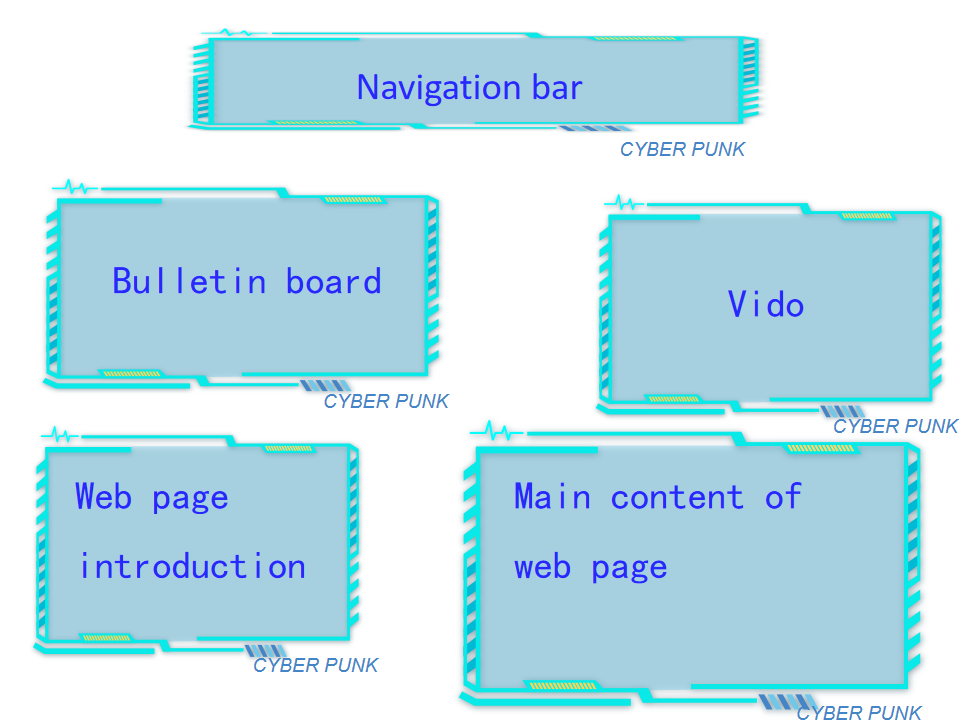 Navigation bar
CYBER PUNK
Bulletin board
CYBER PUNK
Vido
CYBER PUNK
Web page
introduction
CYBER PUNK
Main content of
web page
CYBER PUNK